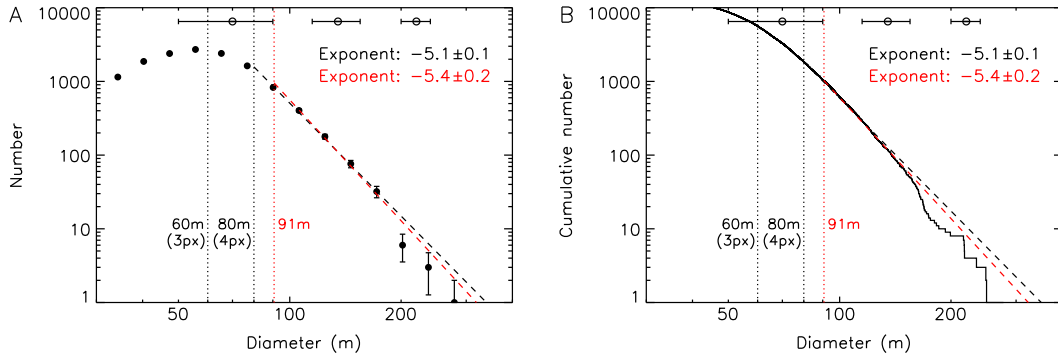 A
10000
1000
100
10
1
Number
Exponent: −5.1±0.1
Exponent: −5.4±0.2
60m
(3px)
80m
(4px)
91m
50
100
200
Diameter (m)
B
10000
1000
100
10
1
Cumulative number
Exponent: −5.1±0.1
Exponent: −5.4±0.2
60m
(3px)
80m
(4px)
91m
50
100
200
Diameter (m)